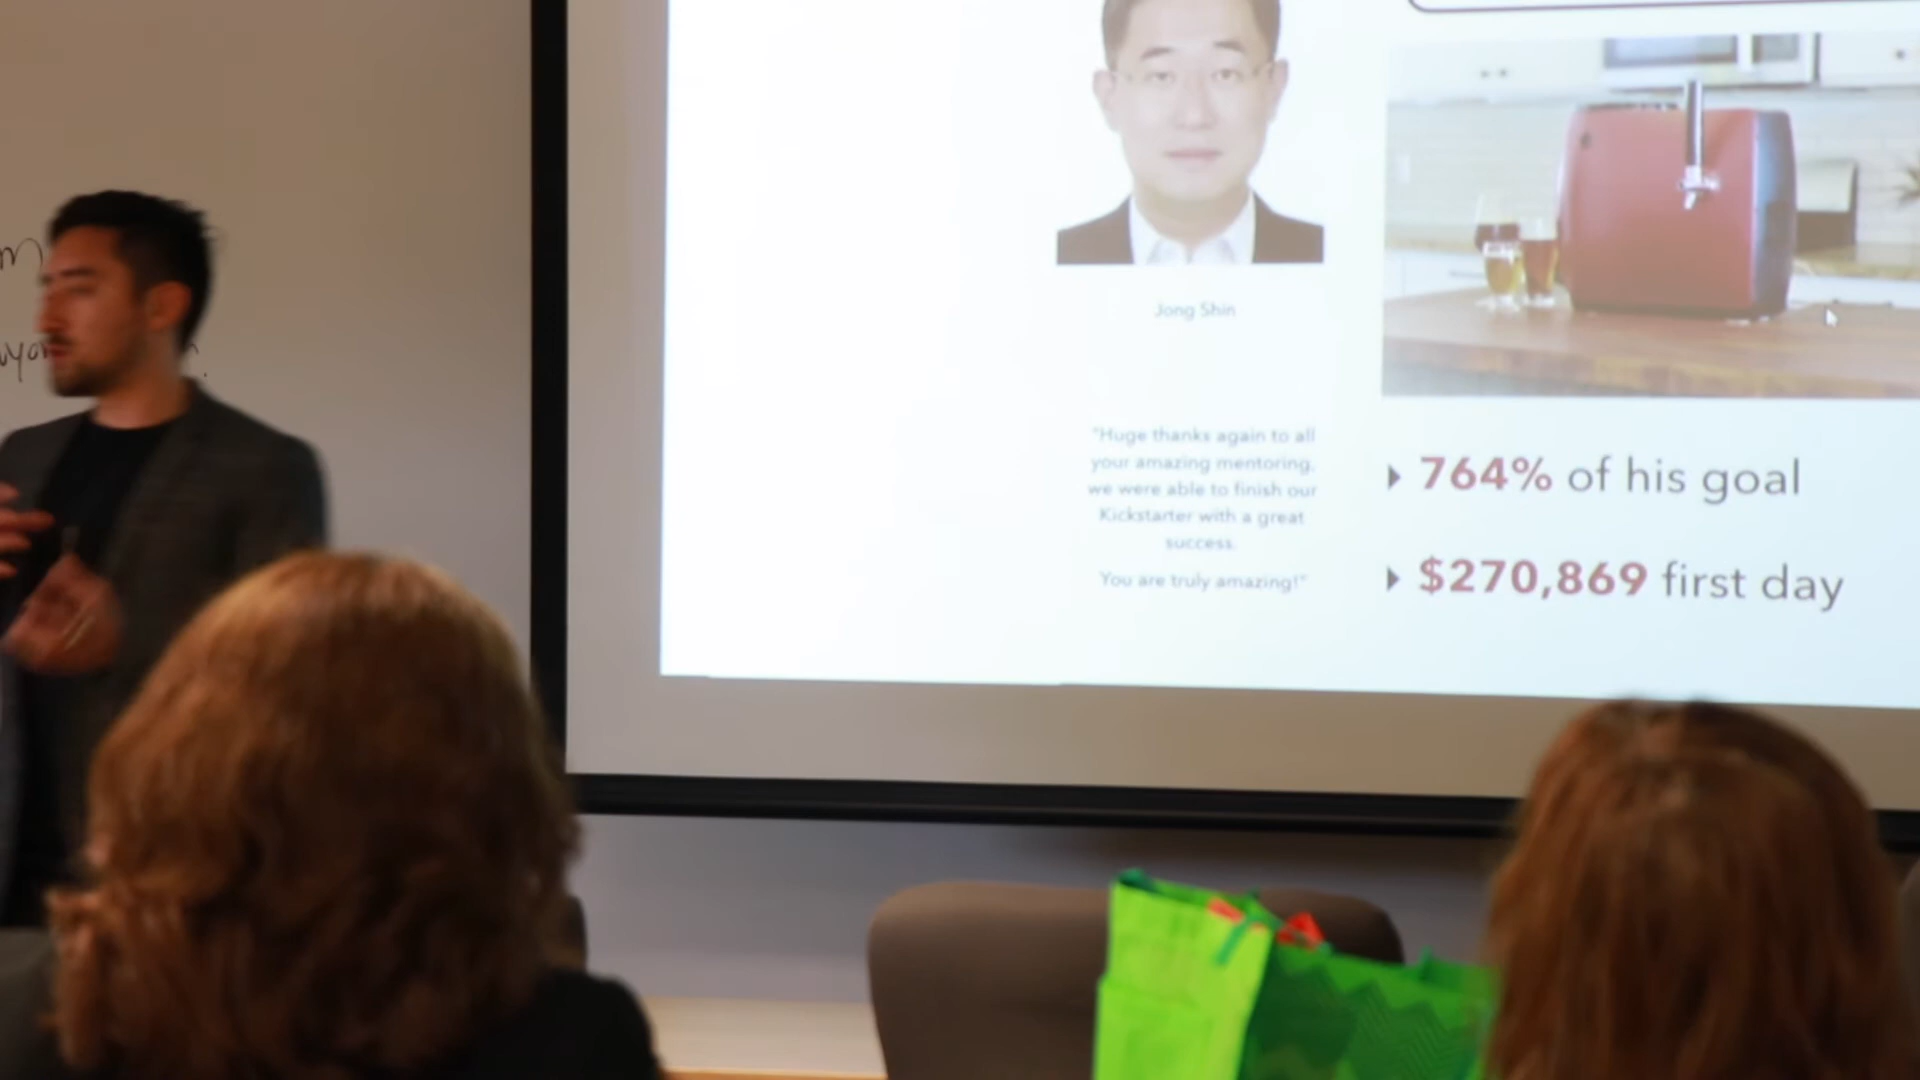 Jong Shin
"Huge thanks again to all
your amazing mentoring,
we were able to finish our
Kickstarter with a great
success.
You are truly amazing!"
764% of his goal
$270,869 first day